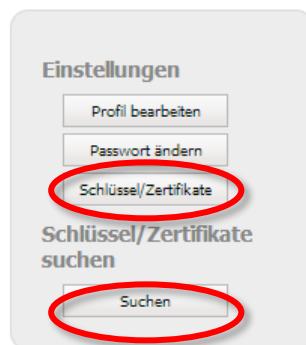 Einstellungen
Profil bearbeiten
Passwort ändern
Schlüssel/Zertifikate
Schlüssel/Zertifikate
suchen
Suchen